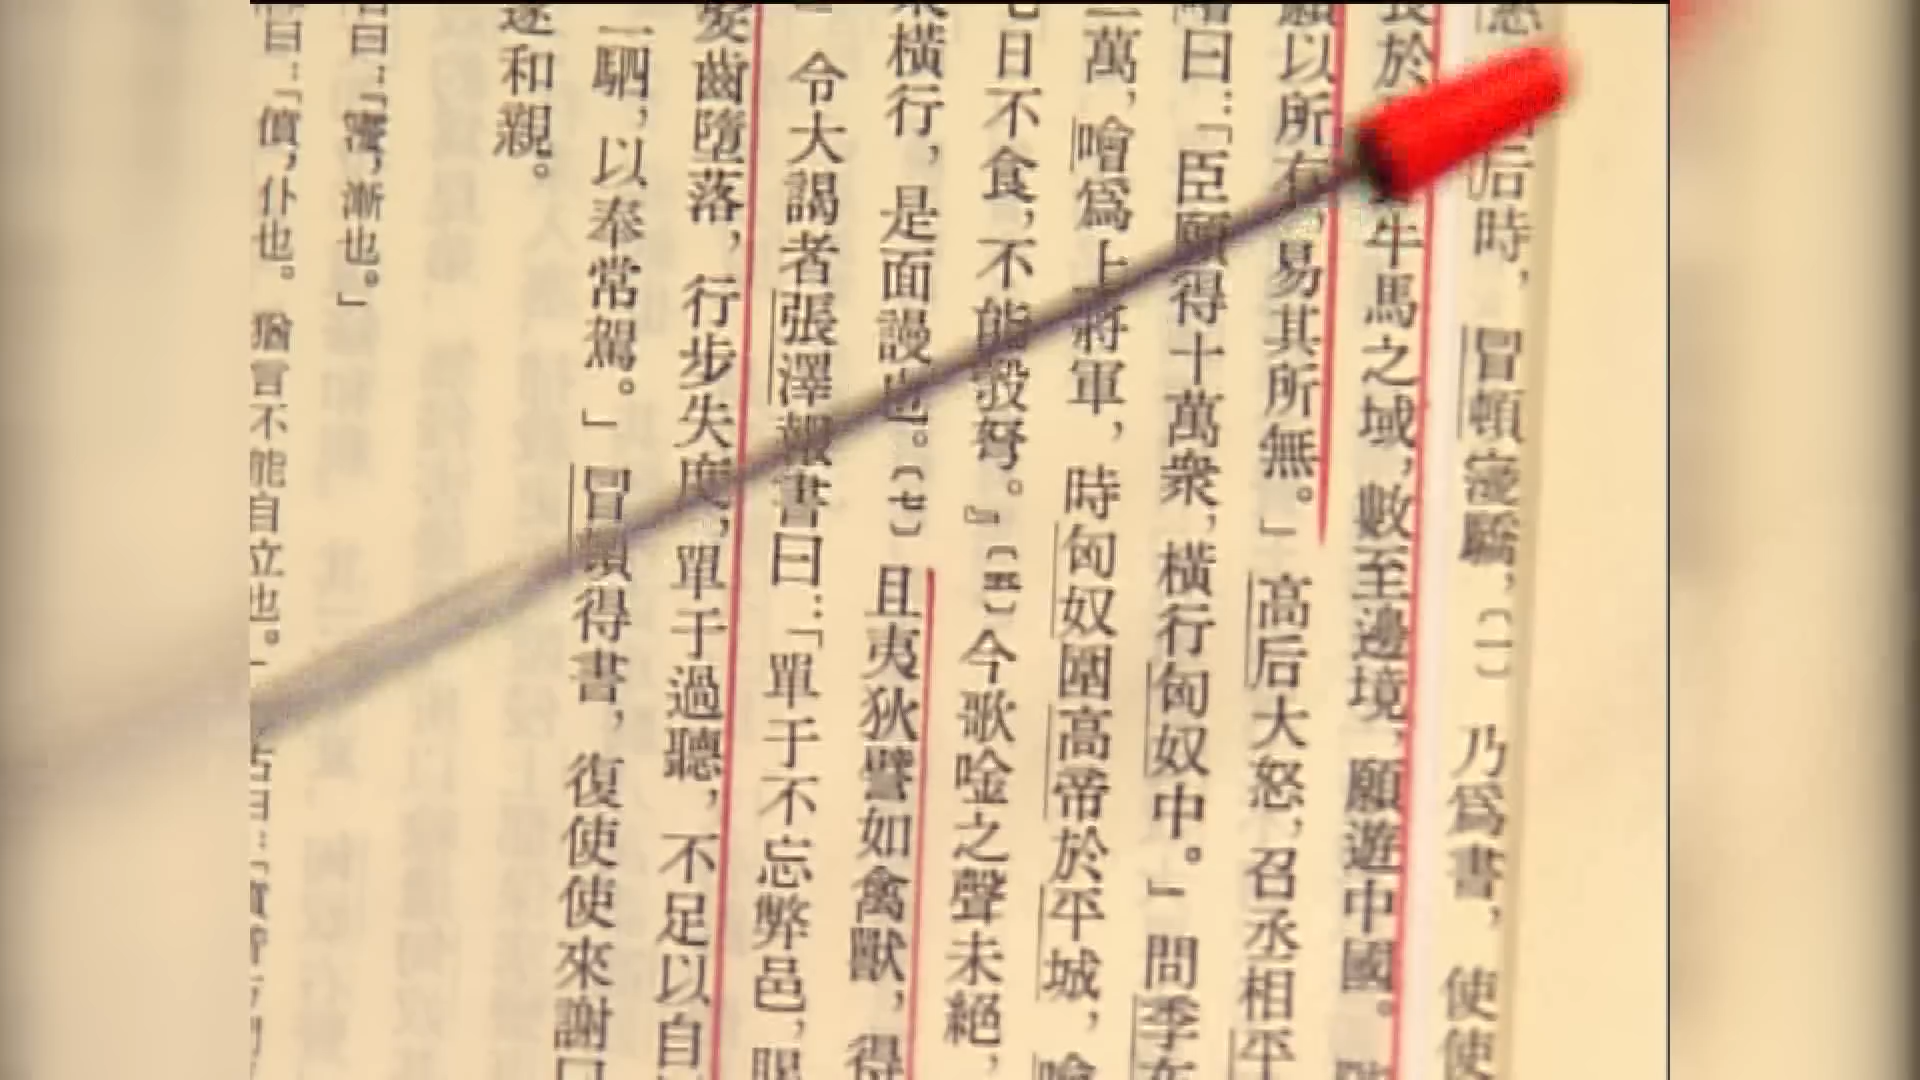 后時，冒頓寖驕，〔一〕乃爲書，使使
於 牛馬之域，數至邊境，願遊中國。
願以所有，易其所無。」高后大怒，召丞相平
噲曰：「臣願得十萬衆，橫行匈奴中。」問季布
二萬，噲爲上將軍，時匈奴圍高帝於平城，噲
七日不食，不能彀弩。』〔五〕今歌唫之聲未絕，
橫行，是面謾也。〔七〕且夷狄譬如禽獸，得
令大謁者張澤報書曰：「單于不忘弊邑，
髮齒墮落，行步失度，單于過聽，不足以自
二駟，以奉常駕。」冒頓得書，復使使來謝曰
遂和親。
曰：「寖，漸也。」
曰：「僨，仆也。猶言不能自立也。」